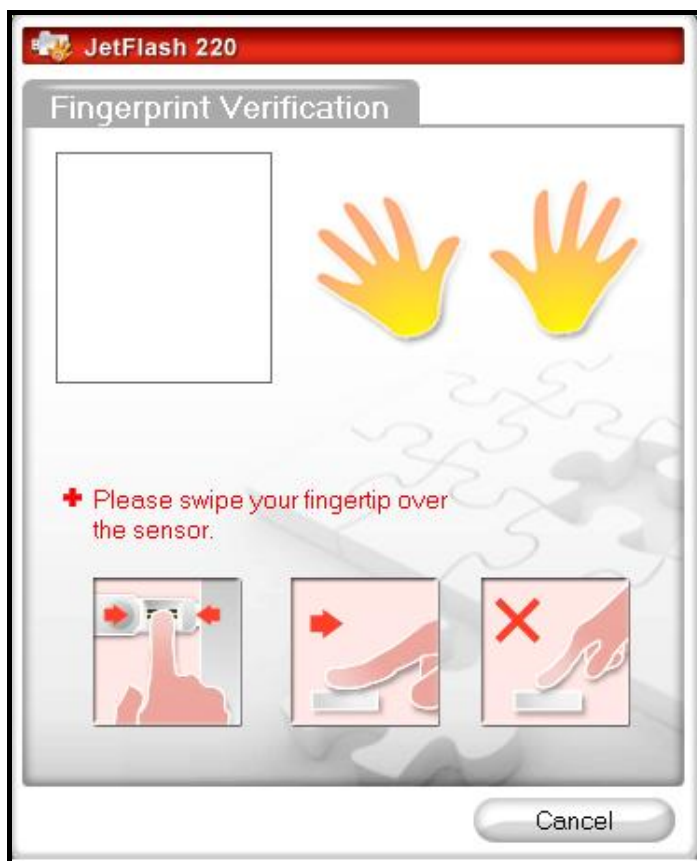 JetFlash 220
Fingerprint Verification
Please swipe your fingertip over
the sensor.
Cancel